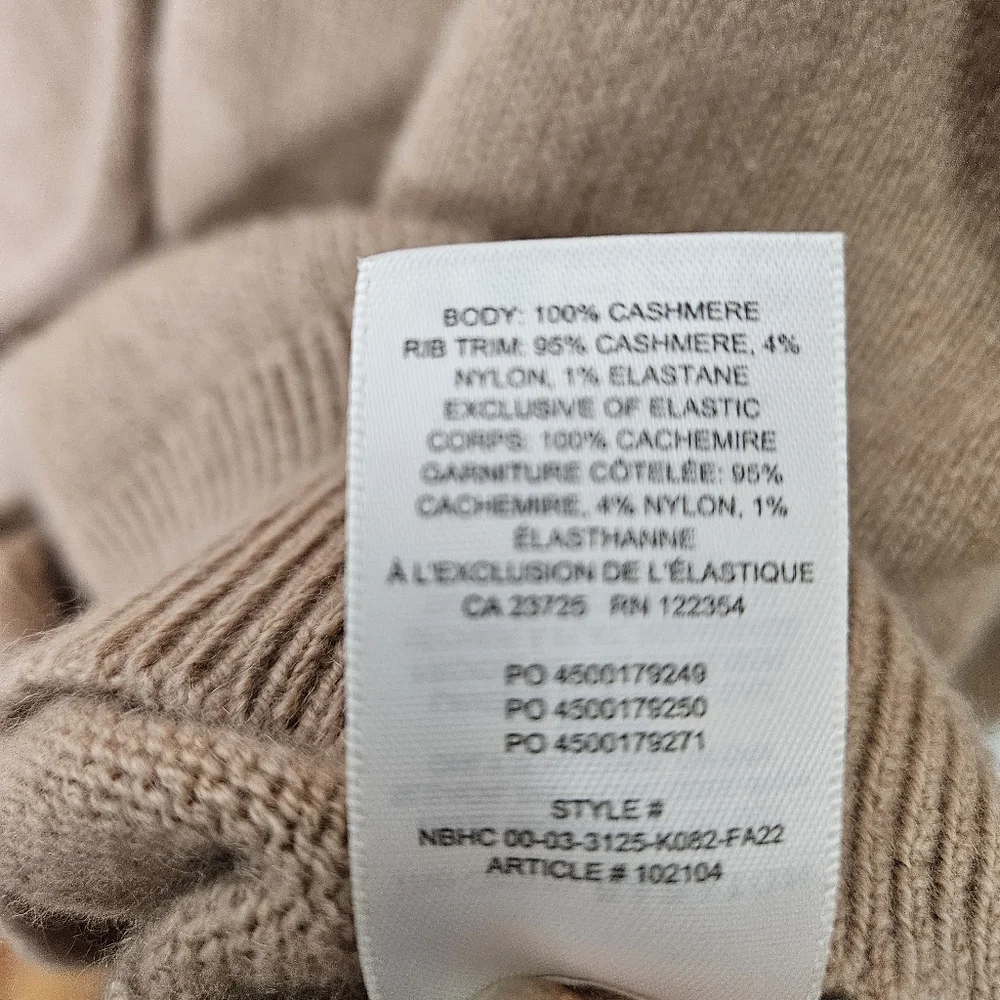 BODY: 100% CASHMERE
RIB TRIM: 95% CASHMERE, 4%
NYLON, 1% ELASTANE
EXCLUSIVE OF ELASTIC
CORPS: 100% CACHEMIRE
GARNITURE CÔTELÉE: 95%
CACHEMIRE, 4% NYLON, 1%
ÉLASTHANNE
À L'EXCLUSION DE L'ÉLASTIQUE
CA 23725 RN 122354
PO 4500179249
PO 4500179250
PO 4500179271
STYLE #
NBHC 00-03-3125-K082-FA22
ARTICLE # 102104